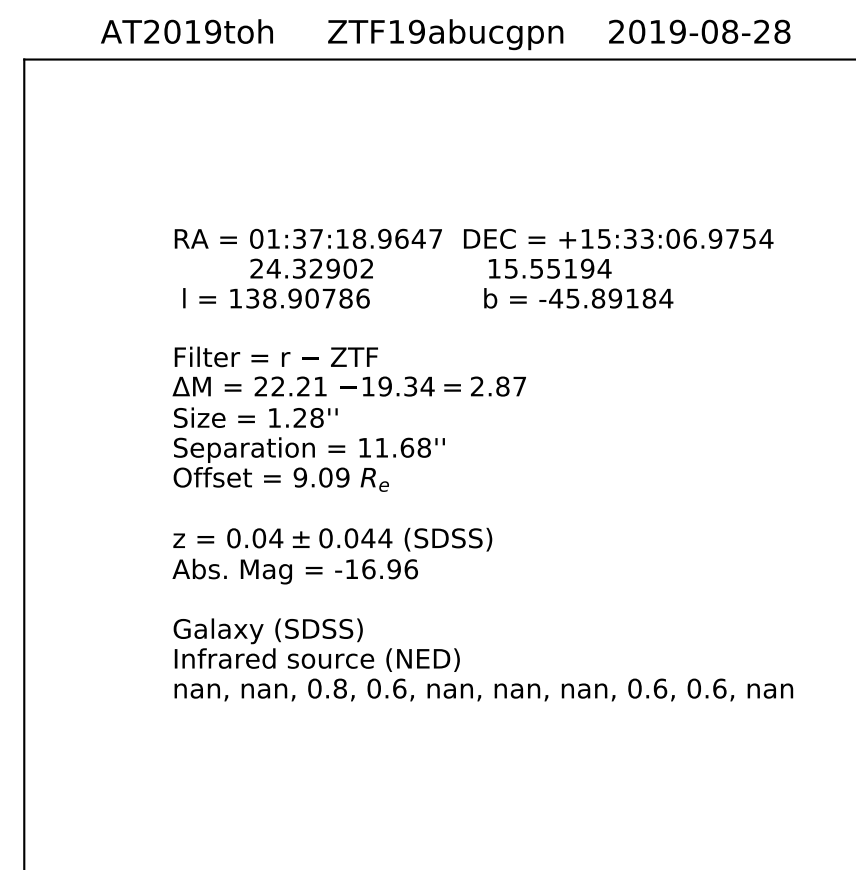 AT2019toh ZTF19abucgpn 2019-08-28
RA = 01:37:18.9647 DEC = +15:33:06.9754
24.32902 15.55194
l = 138.90786 b = -45.89184
Filter = r − ZTF
ΔM = 22.21 −19.34 = 2.87
Size = 1.28''
Separation = 11.68''
Offset = 9.09 Re
z = 0.04 ± 0.044 (SDSS)
Abs. Mag = -16.96
Galaxy (SDSS)
Infrared source (NED)
nan, nan, 0.8, 0.6, nan, nan, nan, 0.6, 0.6, nan